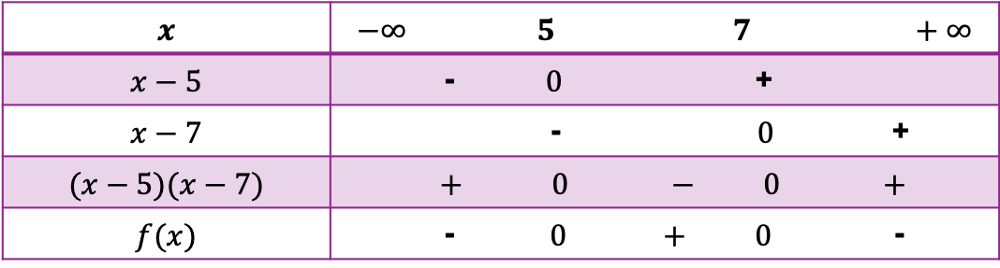 x −∞ 5 7 + ∞
x − 5 - 0 +
x − 7 - 0 +
(x − 5)(x − 7) + 0 − 0 +
f(x) - 0 + 0 -